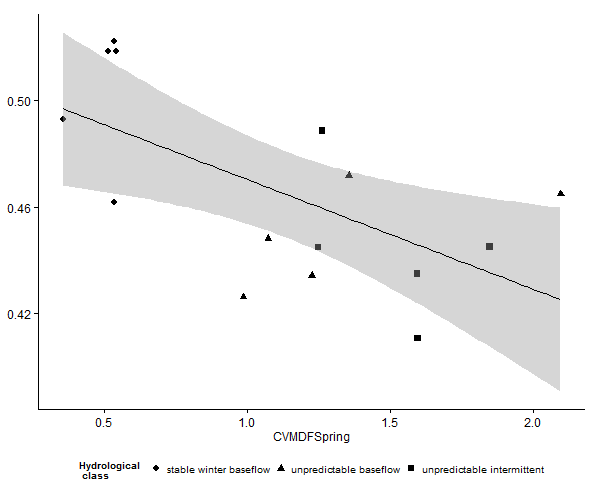 0.50
0.46
0.42
0.5 1.0 1.5 2.0
CVMDFSpring
Hydrological
class
stable winter baseflow unpredictable baseflow unpredictable intermittent